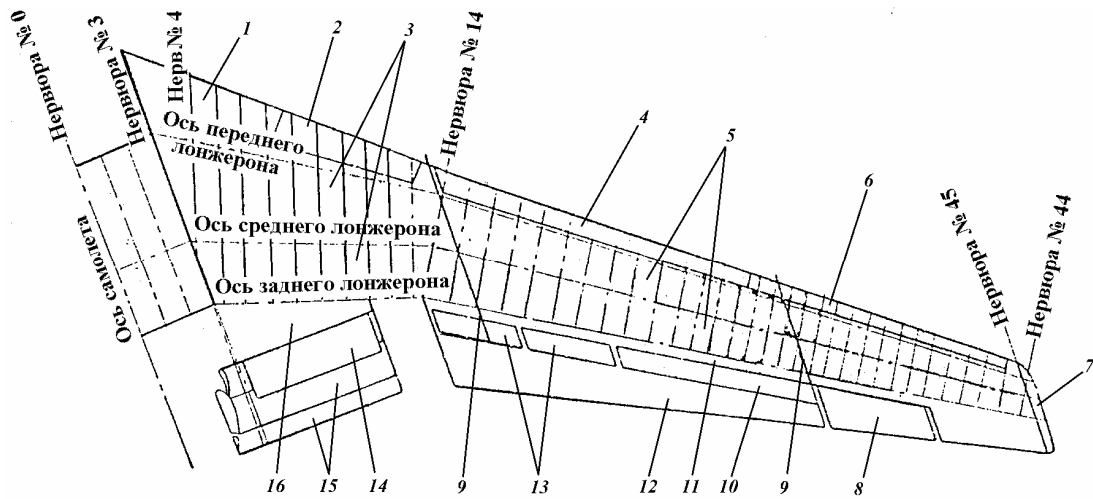 Нервюра № 0
Нервюра № 3
Нерв.№ 4
1
2
3
Нервюра № 14
4
5
6
Нервюра № 45
Нервюра № 44
Ось переднего
лонжерона
Ось среднего лонжерона
Ось заднего лонжерона
Ось самолета
7
16
15
14
9
13
12
11
10
9
8